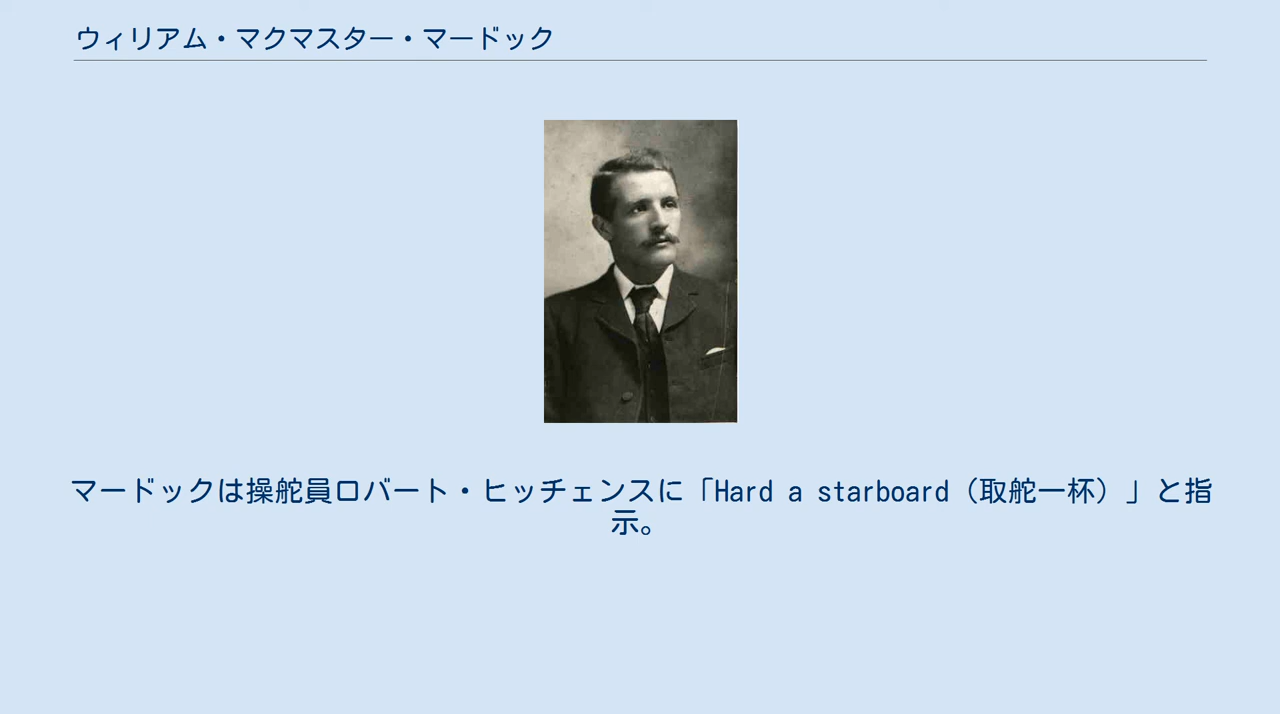 ウィリアム・マクマスター・マードック
マードックは操舵員ロバート・ヒッチェンスに「Hard a starboard（取舵一杯）」と指
示。